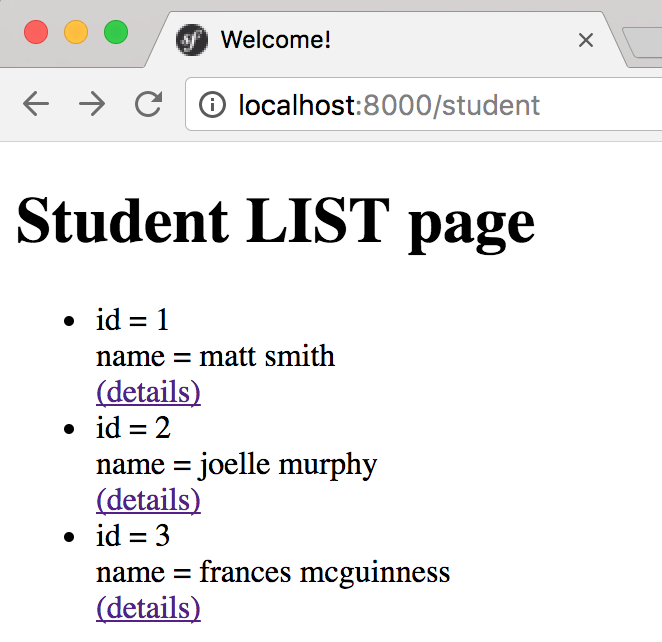 sf Welcome!
localhost:8000/student
Student LIST page
id = 1
name = matt smith
(details)
id = 2
name = joelle murphy
(details)
id = 3
name = frances mcguinness
(details)